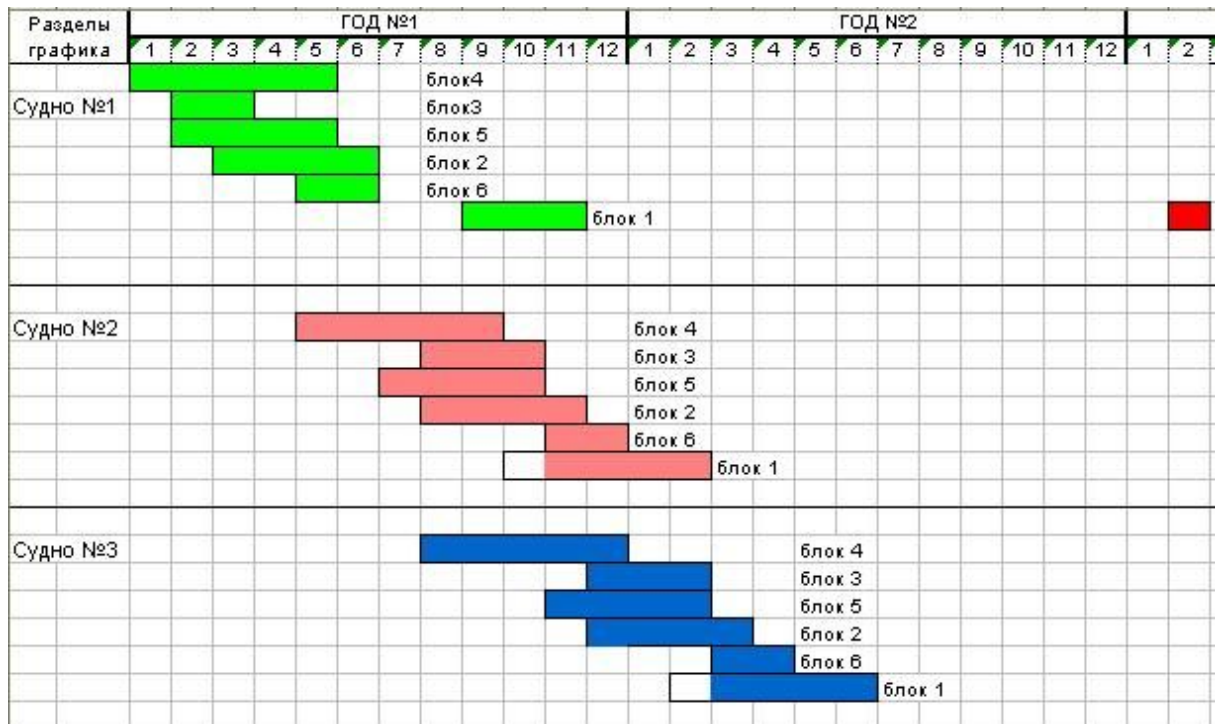 Разделы графика
ГОД №1
ГОД №2
1 2 3 4 5 6 7 8 9 10 11 12 1 2 3 4 5 6 7 8 9 10 11 12 1 2
блок4
Судно №1
блок3
блок 5
блок 2
блок 6
блок 1
Судно №2
блок 4
блок 3
блок 5
блок 2
блок 6
блок 1
Судно №3
блок 4
блок 3
блок 5
блок 2
блок 6
блок 1